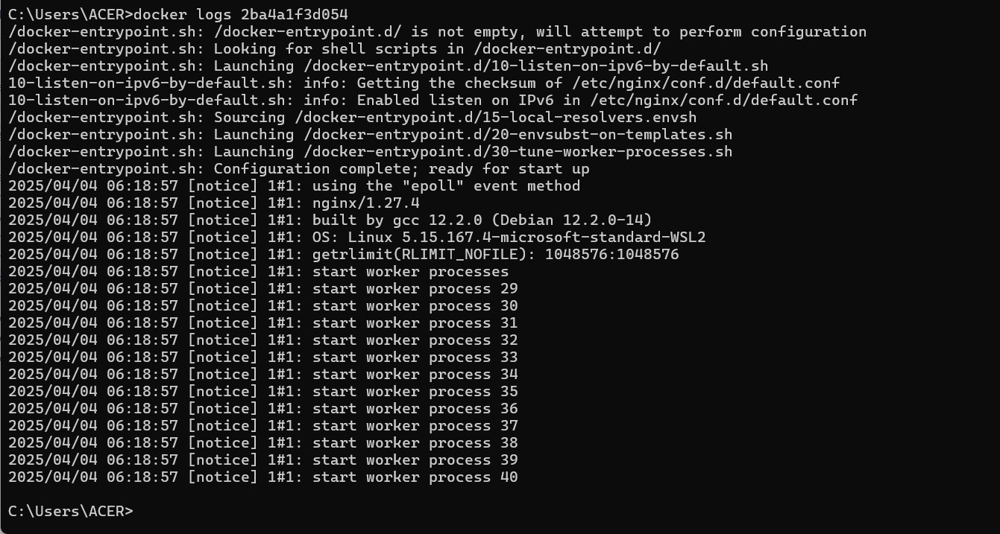 C:\Users\ACER>docker logs 2ba4a1f3d054
/docker-entrypoint.sh: /docker-entrypoint.d/ is not empty, will attempt to perform configuration
/docker-entrypoint.sh: Looking for shell scripts in /docker-entrypoint.d/
/docker-entrypoint.sh: Launching /docker-entrypoint.d/10-listen-on-ipv6-by-default.sh
10-listen-on-ipv6-by-default.sh: info: Getting the checksum of /etc/nginx/conf.d/default.conf
10-listen-on-ipv6-by-default.sh: info: Enabled listen on IPv6 in /etc/nginx/conf.d/default.conf
/docker-entrypoint.sh: Sourcing /docker-entrypoint.d/15-local-resolvers.envsh
/docker-entrypoint.sh: Launching /docker-entrypoint.d/20-envsubst-on-templates.sh
/docker-entrypoint.sh: Launching /docker-entrypoint.d/30-tune-worker-processes.sh
/docker-entrypoint.sh: Configuration complete; ready for start up
2025/04/04 06:18:57 [notice] 1#1: using the "epoll" event method
2025/04/04 06:18:57 [notice] 1#1: nginx/1.27.4
2025/04/04 06:18:57 [notice] 1#1: built by gcc 12.2.0 (Debian 12.2.0-14)
2025/04/04 06:18:57 [notice] 1#1: OS: Linux 5.15.167.4-microsoft-standard-WSL2
2025/04/04 06:18:57 [notice] 1#1: getrlimit(RLIMIT_NOFILE): 1048576:1048576
2025/04/04 06:18:57 [notice] 1#1: start worker processes
2025/04/04 06:18:57 [notice] 1#1: start worker process 29
2025/04/04 06:18:57 [notice] 1#1: start worker process 30
2025/04/04 06:18:57 [notice] 1#1: start worker process 31
2025/04/04 06:18:57 [notice] 1#1: start worker process 32
2025/04/04 06:18:57 [notice] 1#1: start worker process 33
2025/04/04 06:18:57 [notice] 1#1: start worker process 34
2025/04/04 06:18:57 [notice] 1#1: start worker process 35
2025/04/04 06:18:57 [notice] 1#1: start worker process 36
2025/04/04 06:18:57 [notice] 1#1: start worker process 37
2025/04/04 06:18:57 [notice] 1#1: start worker process 38
2025/04/04 06:18:57 [notice] 1#1: start worker process 39
2025/04/04 06:18:57 [notice] 1#1: start worker process 40
C:\Users\ACER>